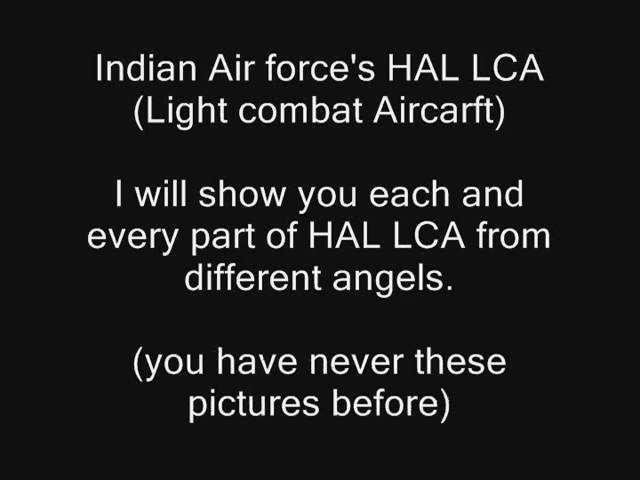 Indian Air force's HAL LCA
(Light combat Aircarft)
I will show you each and
every part of HAL LCA from
different angels.
(you have never these
pictures before)